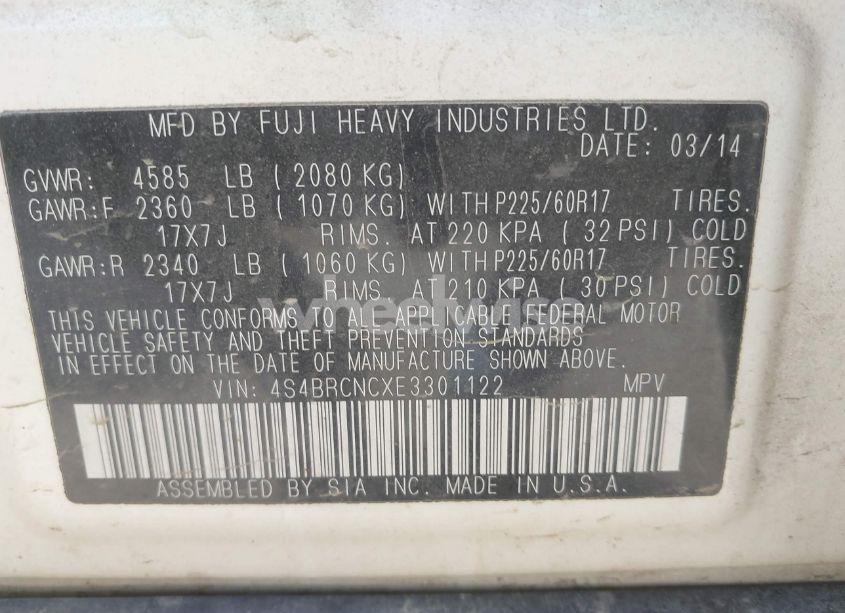 MFD BY FUJI HEAVY INDUSTRIES LTD.
DATE: 03/14
GVWR: 4585 LB ( 2080 KG)
GAWR:F 2360 LB ( 1070 KG) WITH P225/60R17 TIRES.
17X7J RIMS. AT 220 KPA ( 32 PSI) COLD
GAWR:R 2340 LB ( 1060 KG) WITH P225/60R17 TIRES.
17X7J RIMS. AT 210 KPA ( 30 PSI) COLD
wheelwise
THIS VEHICLE CONFORMS TO ALL APPLICABLE FEDERAL MOTOR
VEHICLE SAFETY AND THEFT PREVENTION STANDARDS
IN EFFECT ON THE DATE OF MANUFACTURE SHOWN ABOVE.
VIN: 4S4BRCNCXE3301122 MPV
ASSEMBLED BY SIA INC. MADE IN U.S.A.